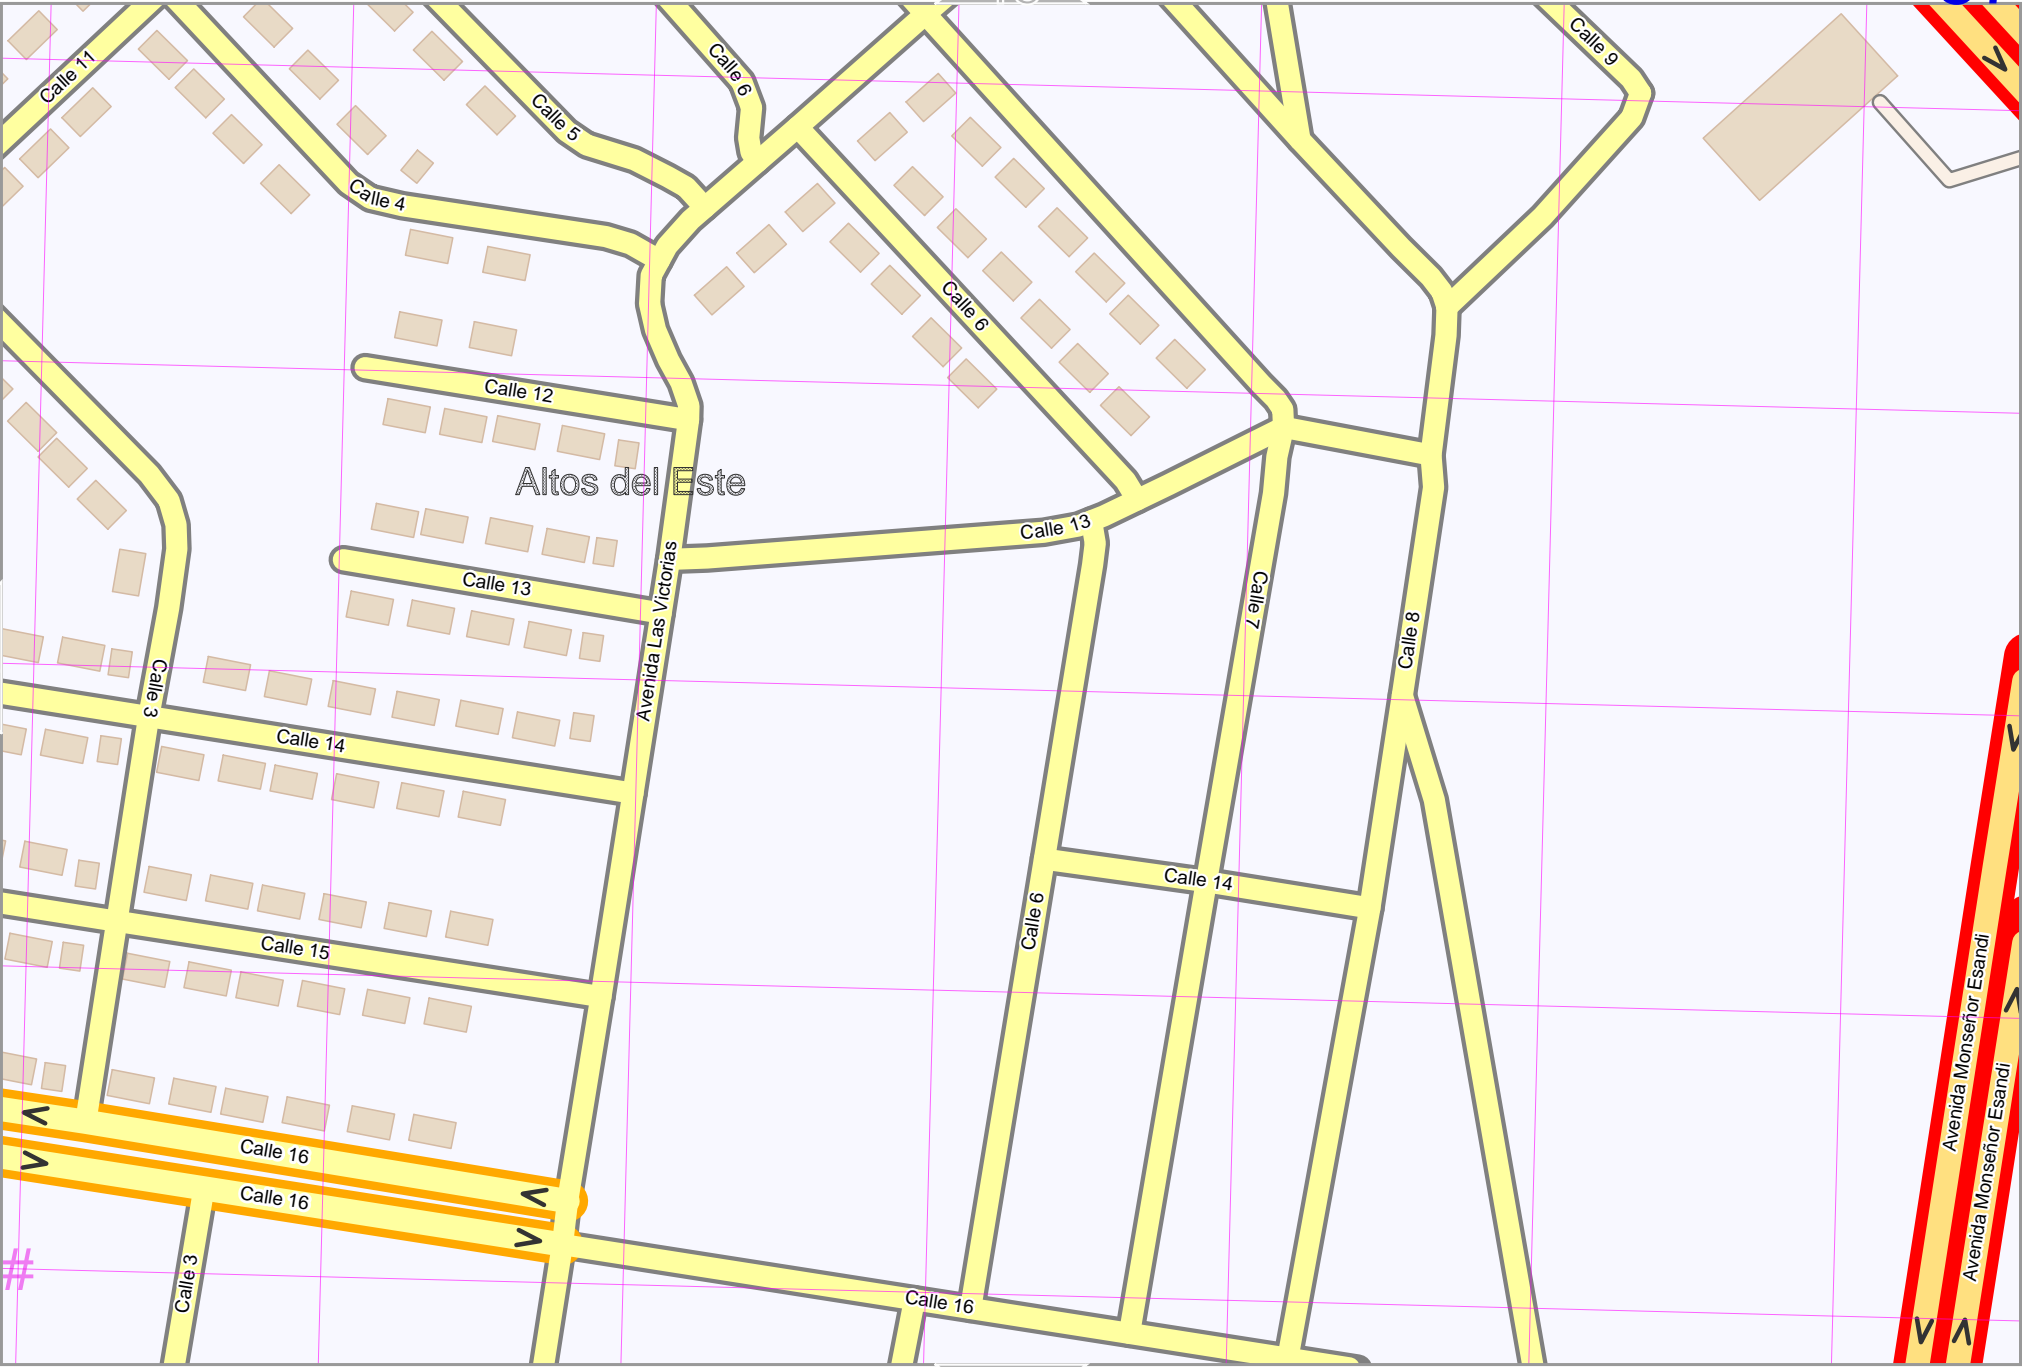 Calle 9
Calle 11
Calle 6
Calle 5
Calle 4
Calle 6
Calle 12
Altos del Este
Calle 13
Calle 13
Calle 7
Calle 8
Avenida Las Victorias
Calle 3
Calle 14
Calle 14
Calle 6
Calle 15
Avenida Monseñor Esandi
Avenida Monseñor Esandi
Calle 16
Calle 16
Calle 3
#
Calle 16